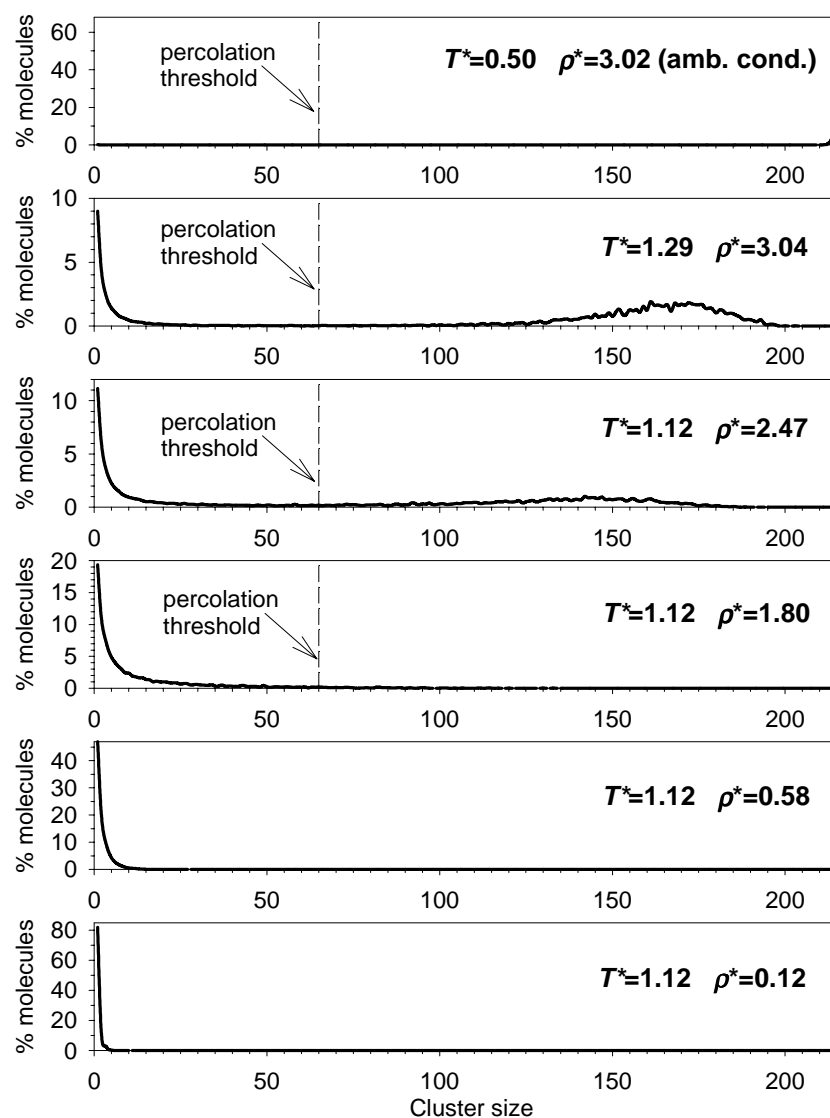 % molecules
60
40
20
0
percolation
threshold
T*=0.50 ρ*=3.02 (amb. cond.)
0 50 100 150 200
% molecules
10
5
0
percolation
threshold
T*=1.29 ρ*=3.04
0 50 100 150 200
% molecules
10
5
0
percolation
threshold
T*=1.12 ρ*=2.47
0 50 100 150 200
% molecules
20
15
10
5
0
percolation
threshold
T*=1.12 ρ*=1.80
0 50 100 150 200
% molecules
40
30
20
10
0
T*=1.12 ρ*=0.58
0 50 100 150 200
% molecules
80
60
40
20
0
T*=1.12 ρ*=0.12
0 50 100 150 200
Cluster size